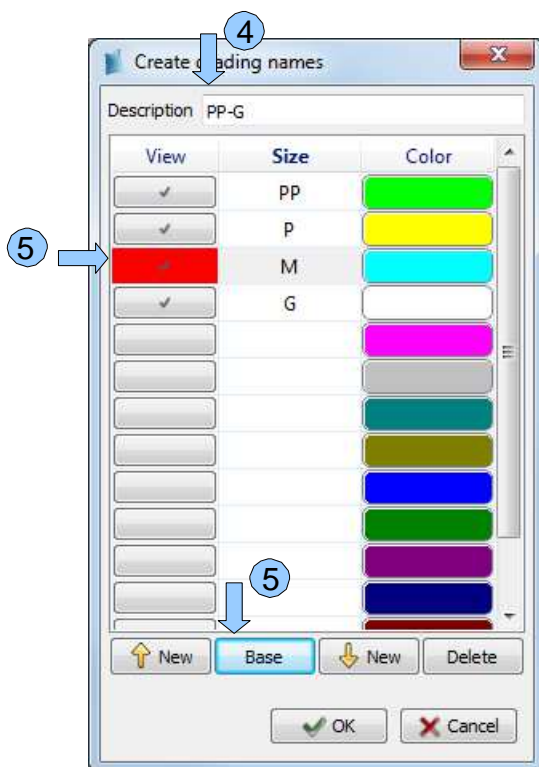 4
Create grading names
Description PP-G
View Size Color
PP
P
5
M
G
5
New Base New Delete
OK Cancel